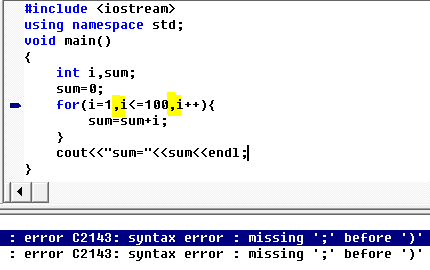 #include <iostream>
using namespace std;
void main()
{
int i,sum;
sum=0;
for(i=1,i<=100,i++){
sum=sum+i;
}
cout<<"sum="<<sum<<endl;
}
: error C2143: syntax error : missing ';' before ')'
: error C2143: syntax error : missing ';' before ')'